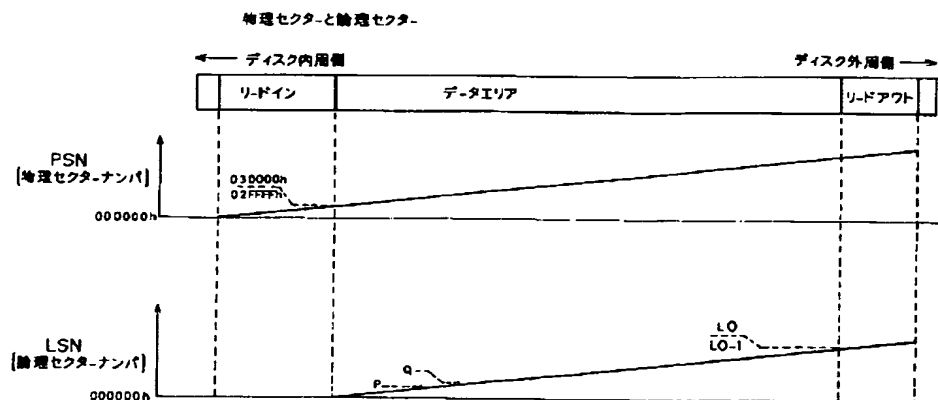 物理セクターと論理セクター
ディスク内周側
ディスク外周側
リードイン
データエリア
リードアウト
PSN
[物理セクターナンバ]
030000h
02FFFFh
000000h
LSN
[論理セクターナンバ]
LO
LO-1
Q
P
000000h